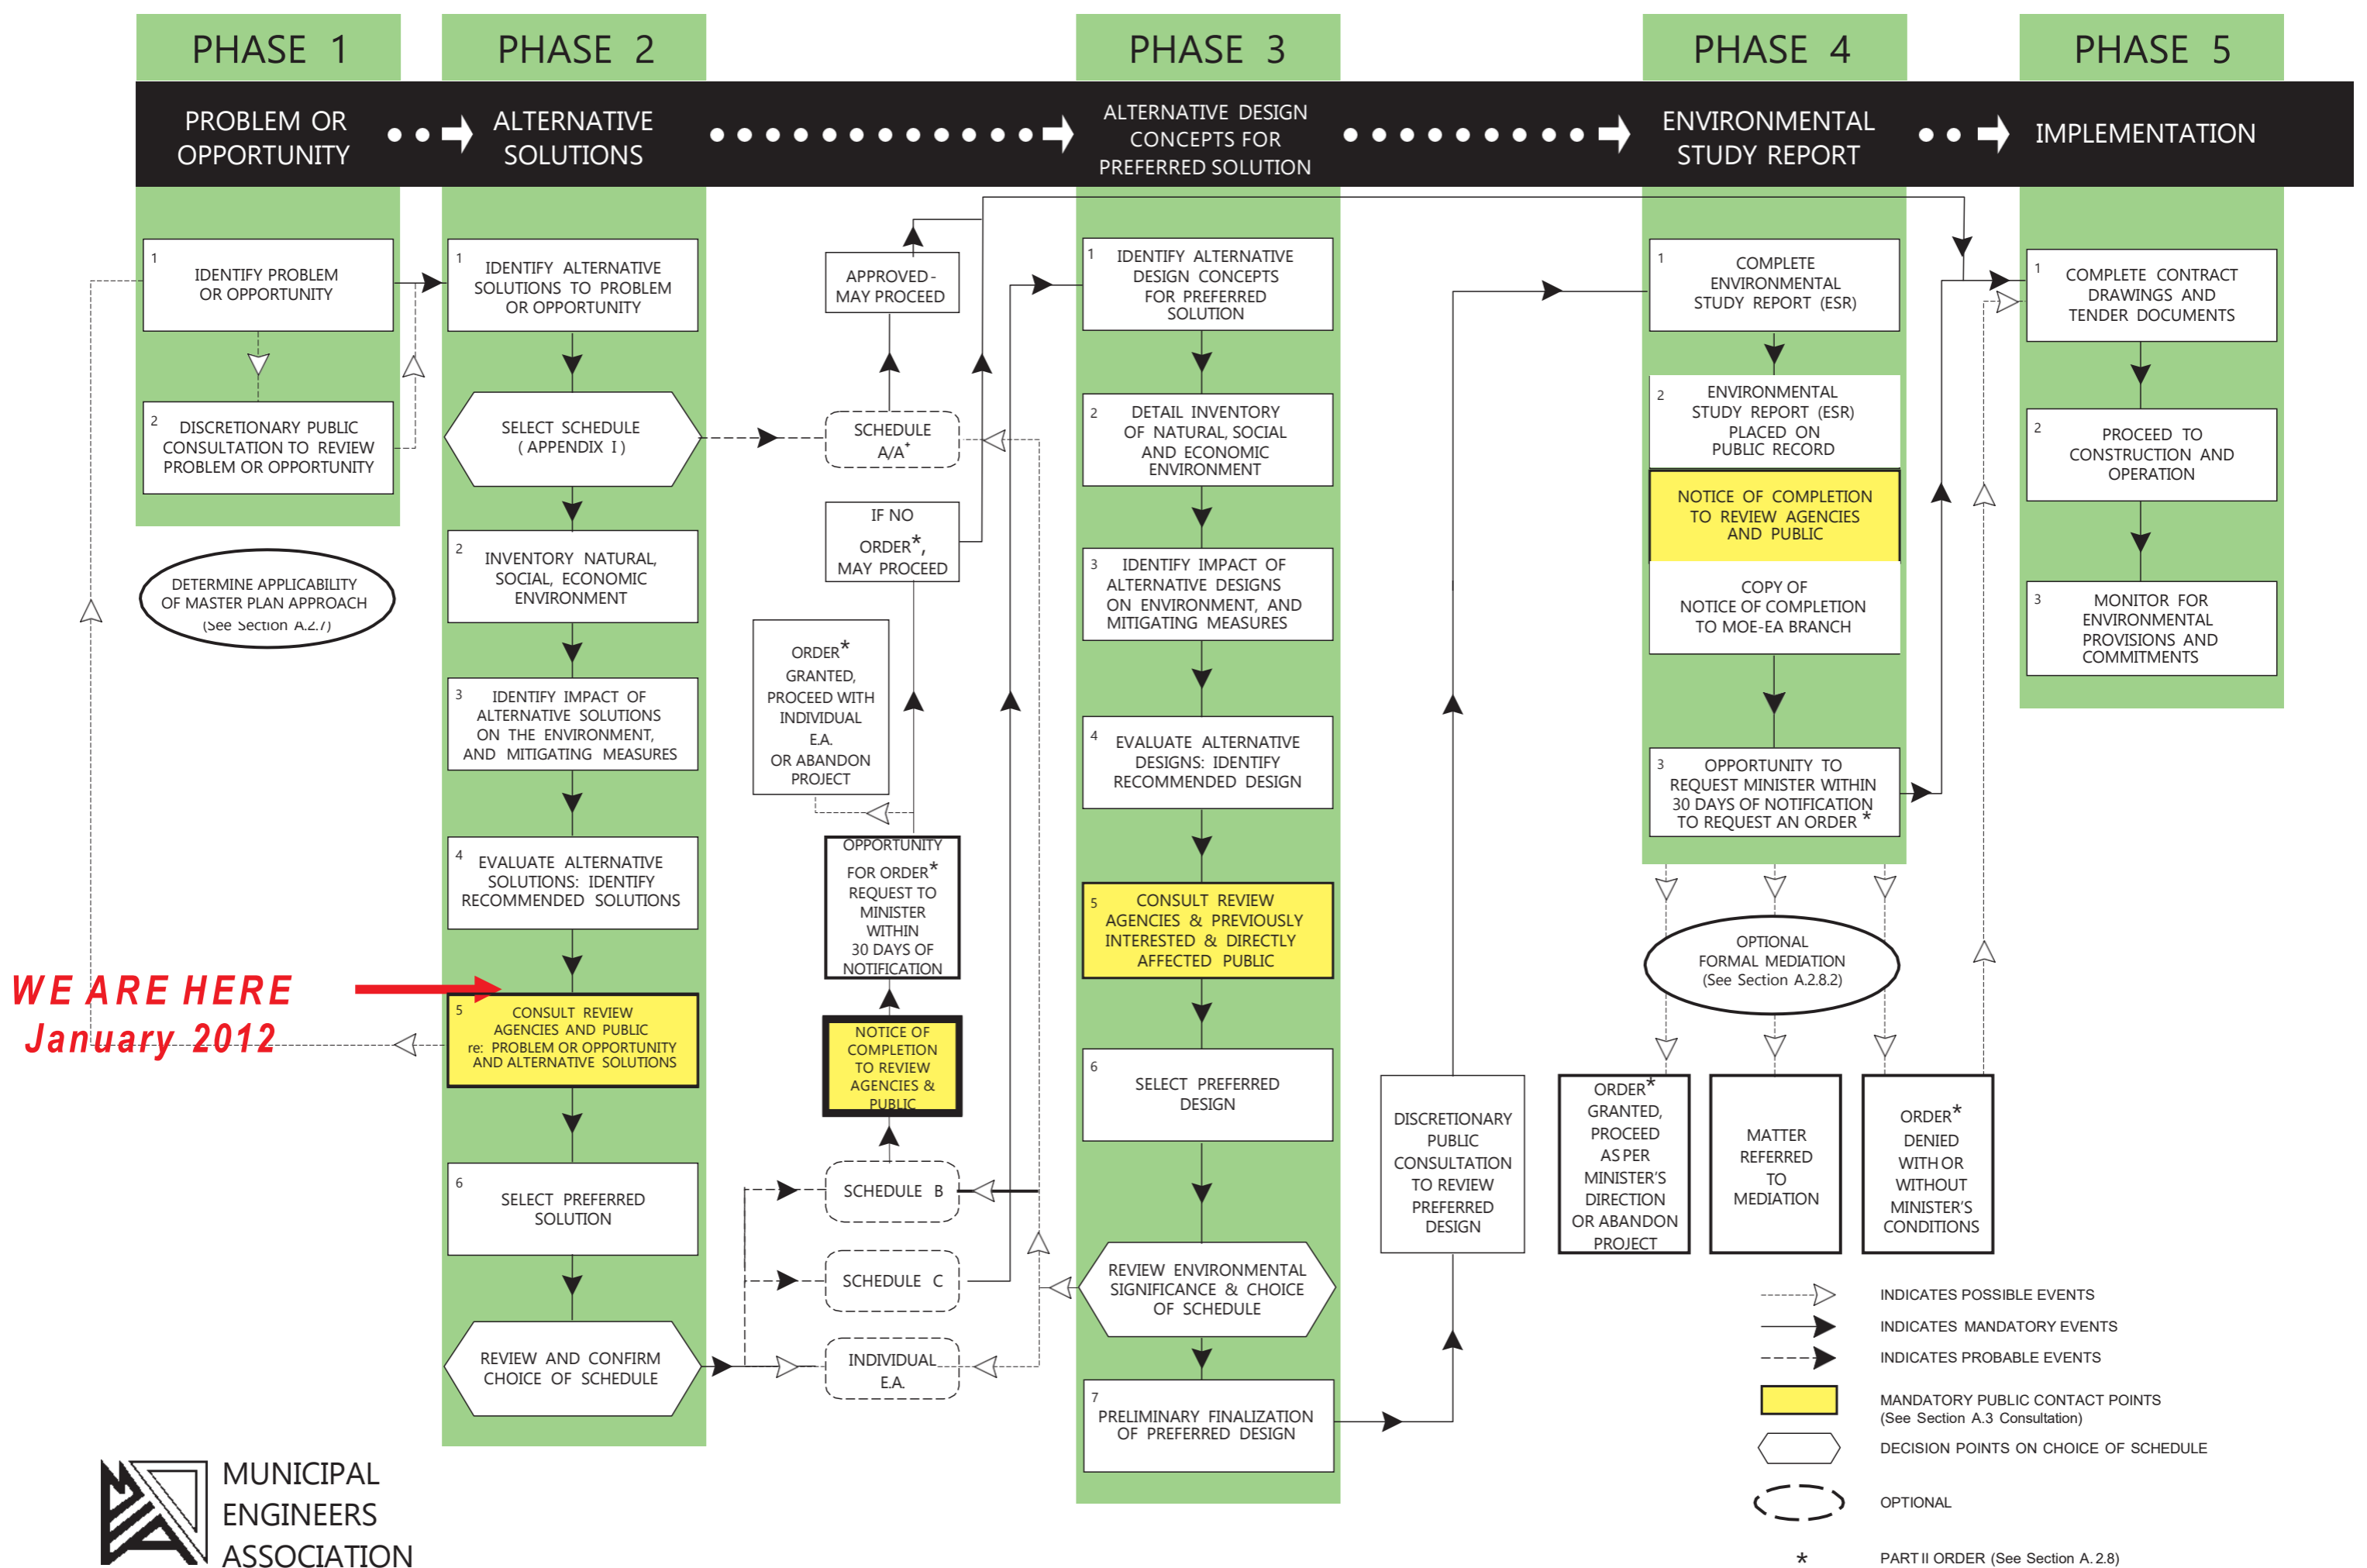 PHASE 1
PHASE 2
PHASE 3
PHASE 4
PHASE 5
PROBLEM OR
OPPORTUNITY
ALTERNATIVE
SOLUTIONS
ALTERNATIVE DESIGN
CONCEPTS FOR
PREFERRED SOLUTION
ENVIRONMENTAL
STUDY REPORT
IMPLEMENTATION
1
IDENTIFY PROBLEM
OR OPPORTUNITY
2
DISCRETIONARY PUBLIC
CONSULTATION TO REVIEW
PROBLEM OR OPPORTUNITY
DETERMINE APPLICABILITY
OF MASTER PLAN APPROACH
(See Section A.2.7)
WE ARE HERE
January 2012
1
IDENTIFY ALTERNATIVE
SOLUTIONS TO PROBLEM
OR OPPORTUNITY
SELECT SCHEDULE
( APPENDIX I )
2
INVENTORY NATURAL,
SOCIAL, ECONOMIC
ENVIRONMENT
3
IDENTIFY IMPACT OF
ALTERNATIVE SOLUTIONS
ON THE ENVIRONMENT,
AND MITIGATING MEASURES
4
EVALUATE ALTERNATIVE
SOLUTIONS: IDENTIFY
RECOMMENDED SOLUTIONS
5
CONSULT REVIEW
AGENCIES AND PUBLIC
re: PROBLEM OR OPPORTUNITY
AND ALTERNATIVE SOLUTIONS
6
SELECT PREFERRED
SOLUTION
REVIEW AND CONFIRM
CHOICE OF SCHEDULE
APPROVED -
MAY PROCEED
SCHEDULE
A/A+
IF NO
ORDER*,
MAY PROCEED
ORDER*
GRANTED,
PROCEED WITH
INDIVIDUAL
E.A.
OR ABANDON
PROJECT
OPPORTUNITY
FOR ORDER*
REQUEST TO
MINISTER
WITHIN
30 DAYS OF
NOTIFICATION
NOTICE OF
COMPLETION
TO REVIEW
AGENCIES &
PUBLIC
SCHEDULE B
SCHEDULE C
INDIVIDUAL
E.A.
1
IDENTIFY ALTERNATIVE
DESIGN CONCEPTS
FOR PREFERRED
SOLUTION
2
DETAIL INVENTORY
OF NATURAL, SOCIAL
AND ECONOMIC
ENVIRONMENT
3
IDENTIFY IMPACT OF
ALTERNATIVE DESIGNS
ON ENVIRONMENT, AND
MITIGATING MEASURES
4
EVALUATE ALTERNATIVE
DESIGNS: IDENTIFY
RECOMMENDED DESIGN
5
CONSULT REVIEW
AGENCIES & PREVIOUSLY
INTERESTED & DIRECTLY
AFFECTED PUBLIC
6
SELECT PREFERRED
DESIGN
REVIEW ENVIRONMENTAL
SIGNIFICANCE & CHOICE
OF SCHEDULE
7
PRELIMINARY FINALIZATION
OF PREFERRED DESIGN
DISCRETIONARY
PUBLIC
CONSULTATION
TO REVIEW
PREFERRED
DESIGN
1
COMPLETE
ENVIRONMENTAL
STUDY REPORT (ESR)
2
ENVIRONMENTAL
STUDY REPORT (ESR)
PLACED ON
PUBLIC RECORD
NOTICE OF COMPLETION
TO REVIEW AGENCIES
AND PUBLIC
COPY OF
NOTICE OF COMPLETION
TO MOE-EA BRANCH
3
OPPORTUNITY TO
REQUEST MINISTER WITHIN
30 DAYS OF NOTIFICATION
TO REQUEST AN ORDER *
OPTIONAL
FORMAL MEDIATION
(See Section A.2.8.2)
ORDER*
GRANTED,
PROCEED
AS PER
MINISTER'S
DIRECTION
OR ABANDON
PROJECT
MATTER
REFERRED
TO
MEDIATION
ORDER*
DENIED
WITH OR
WITHOUT
MINISTER'S
CONDITIONS
1
COMPLETE CONTRACT
DRAWINGS AND
TENDER DOCUMENTS
2
PROCEED TO
CONSTRUCTION AND
OPERATION
3
MONITOR FOR
ENVIRONMENTAL
PROVISIONS AND
COMMITMENTS
INDICATES POSSIBLE EVENTS
INDICATES MANDATORY EVENTS
INDICATES PROBABLE EVENTS
MANDATORY PUBLIC CONTACT POINTS
(See Section A.3 Consultation)
DECISION POINTS ON CHOICE OF SCHEDULE
OPTIONAL
* PART II ORDER (See Section A.2.8)
MUNICIPAL
ENGINEERS
ASSOCIATION